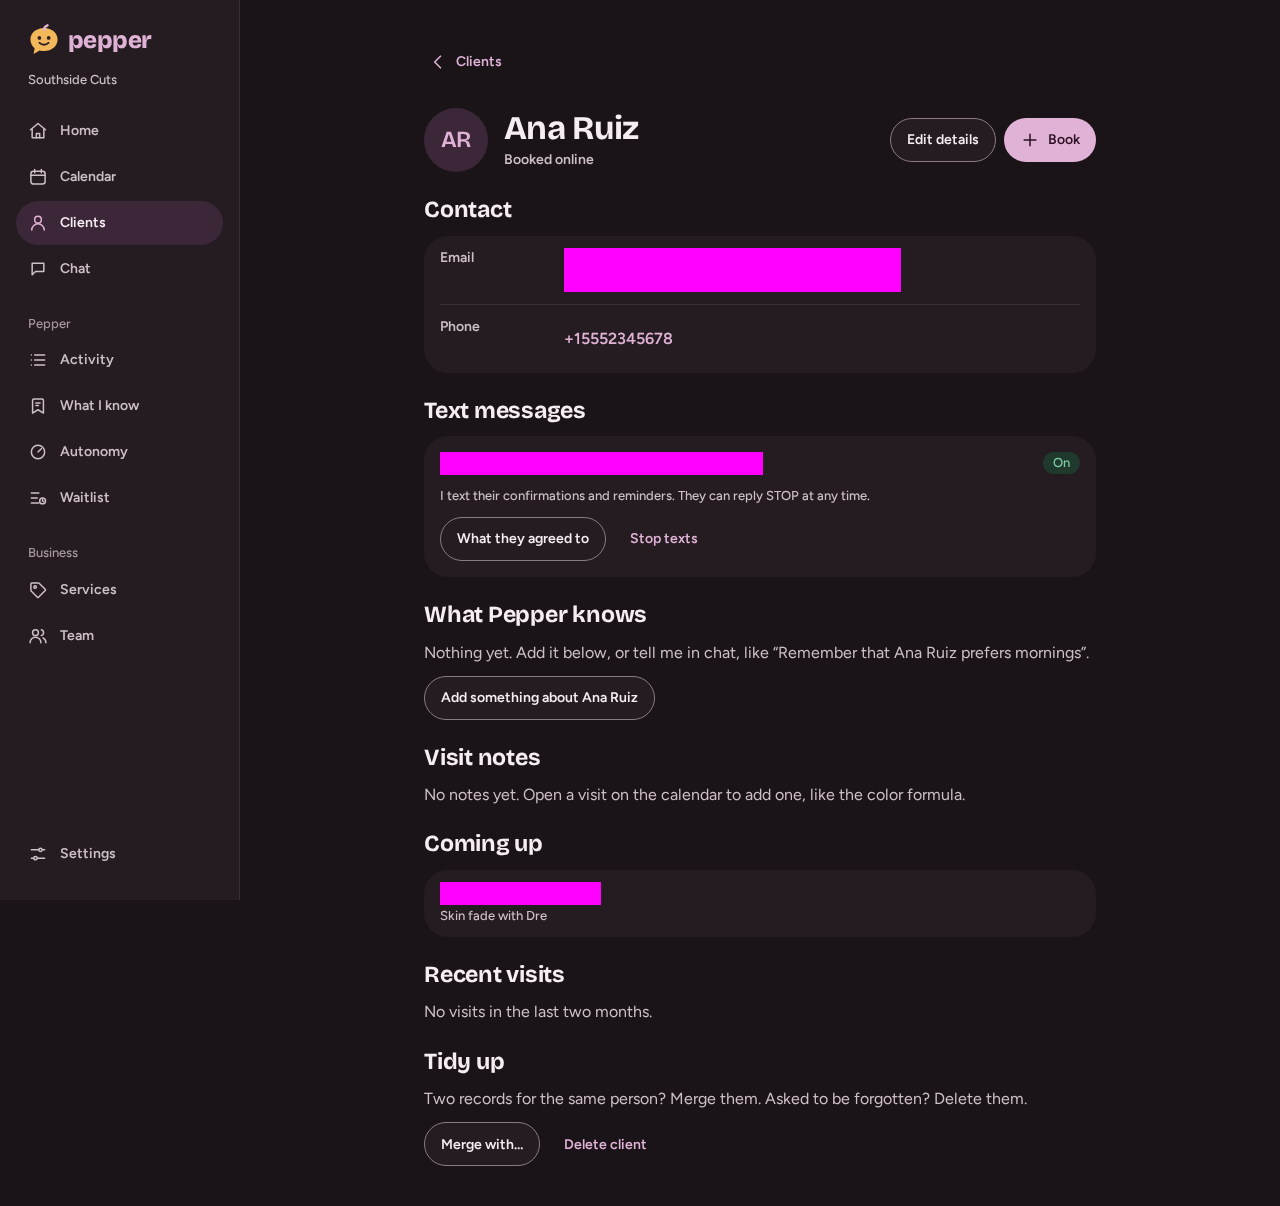 pepper
Southside Cuts
Home
Calendar
Clients
Chat
Pepper
Activity
What I know
Autonomy
Waitlist
Business
Services
Team
Settings
Clients
AR
Ana Ruiz
Booked online
Edit details
Book
Contact
Email
Phone
+15552345678
Text messages
On
I text their confirmations and reminders. They can reply STOP at any time.
What they agreed to
Stop texts
What Pepper knows
Nothing yet. Add it below, or tell me in chat, like “Remember that Ana Ruiz prefers mornings”.
Add something about Ana Ruiz
Visit notes
No notes yet. Open a visit on the calendar to add one, like the color formula.
Coming up
Skin fade with Dre
Recent visits
No visits in the last two months.
Tidy up
Two records for the same person? Merge them. Asked to be forgotten? Delete them.
Merge with...
Delete client